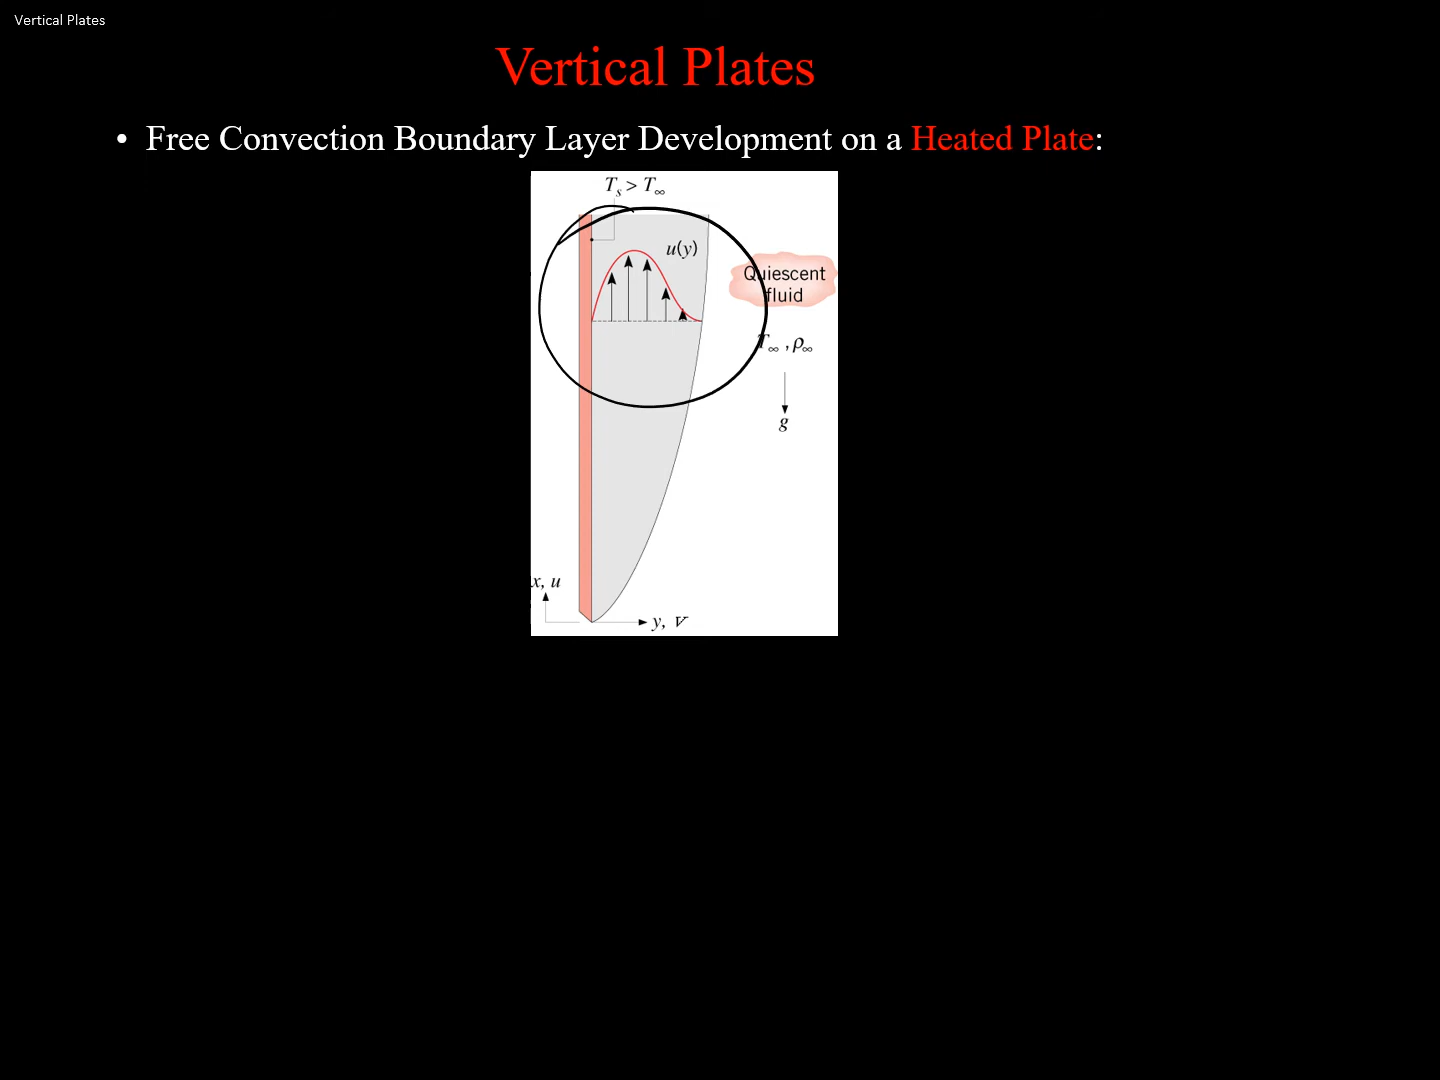 Vertical Plates
Vertical Plates
• Free Convection Boundary Layer Development on a Heated Plate:
Tₛ > T∞
u(y)
Quiescent
fluid
T∞ , ρ∞
g
x, u
y, V